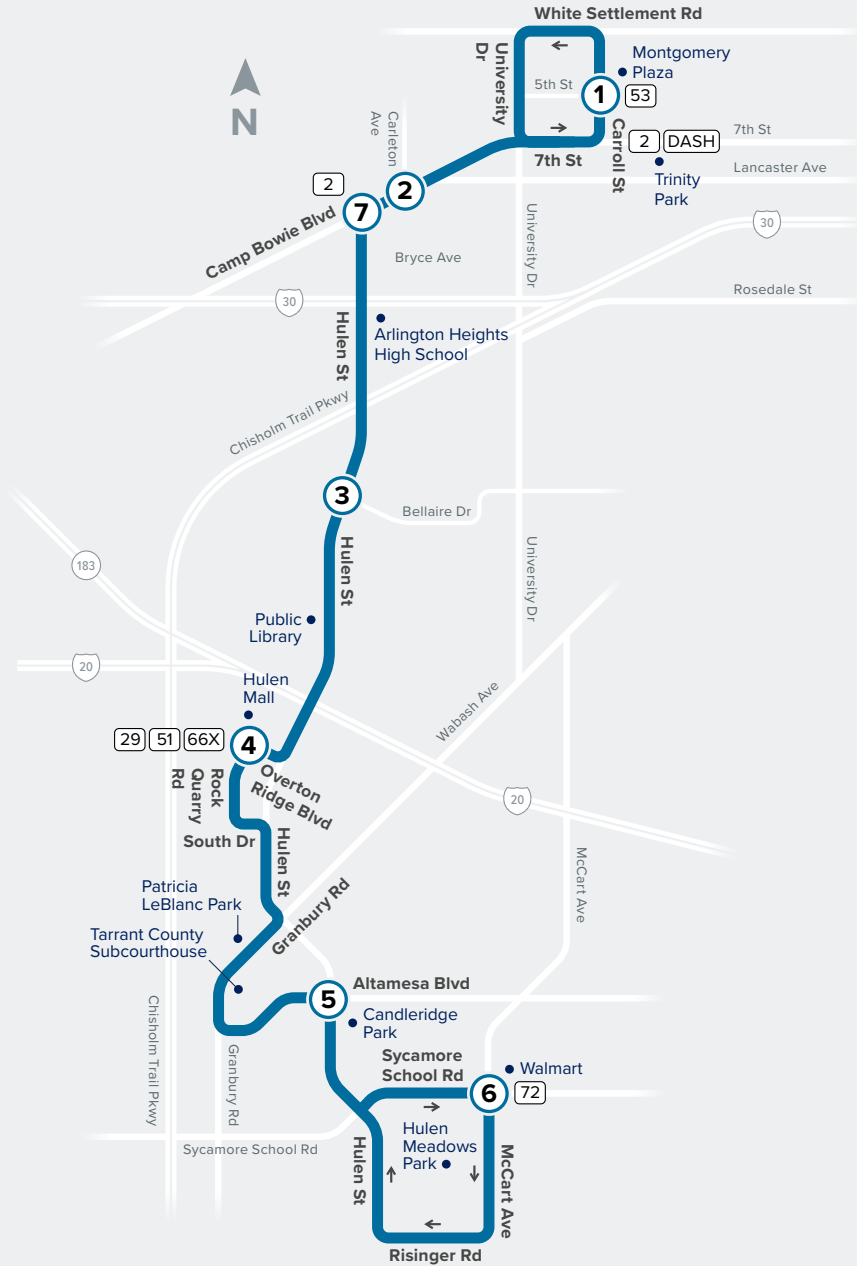 White Settlement Rd
University
Dr
Montgomery
Plaza
5th St
1
53
N
Carleton
Ave
Carroll St
2
DASH
7th St
7th St
Lancaster Ave
Trinity
Park
2
2
7
Camp Bowie Blvd
University Dr
30
Bryce Ave
30
Rosedale St
Hulen St
Arlington Heights
High School
Chisholm Trail Pkwy
3
Bellaire Dr
Hulen St
University Dr
183
Public
Library
20
Hulen
Mall
Wabash Ave
29
51
66X
4
Overton
Ridge Blvd
Rock
Quarry
Rd
20
South Dr
Hulen St
McCart Ave
Patricia
LeBlanc Park
Granbury Rd
Tarrant County
Subcourthouse
Altamesa Blvd
5
Candleridge
Park
Chisholm Trail Pkwy
Granbury Rd
Sycamore
School Rd
Walmart
6
72
Hulen
Meadows
Park
Sycamore School Rd
Hulen St
McCart Ave
Risinger Rd